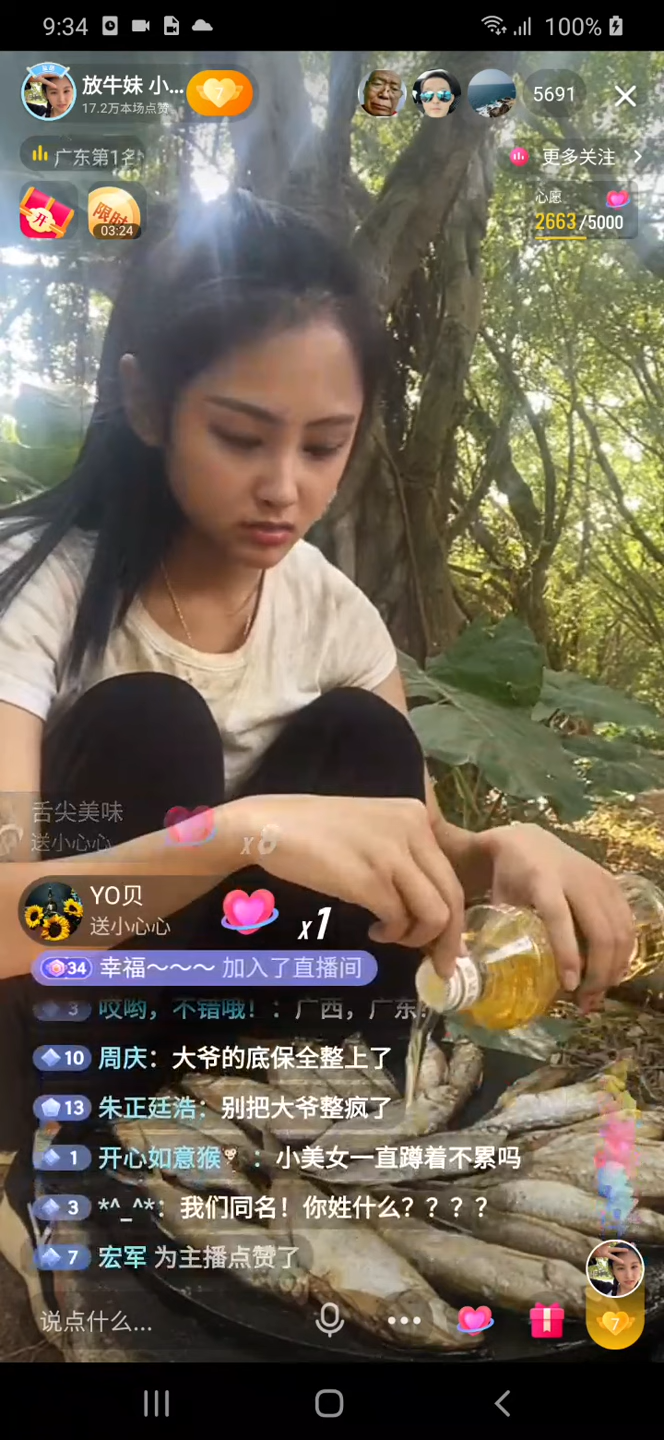 9:34
100%
放牛妹 小...
17.2万本场点赞
7
5691
广东第1名
更多关注
开
限时
03:24
心愿
2663/5000
舌尖美味
送小心心
x8
YO贝
送小心心
x1
34 幸福～～～ 加入了直播间
3 哎哟，不错哦！：广西，广东！
10 周庆：大爷的底保全整上了
13 朱正廷浩：别把大爷整疯了
1 开心如意猴：小美女一直蹲着不累吗
3 *^_^*：我们同名！你姓什么？？？？
7 宏军 为主播点赞了
说点什么...
7